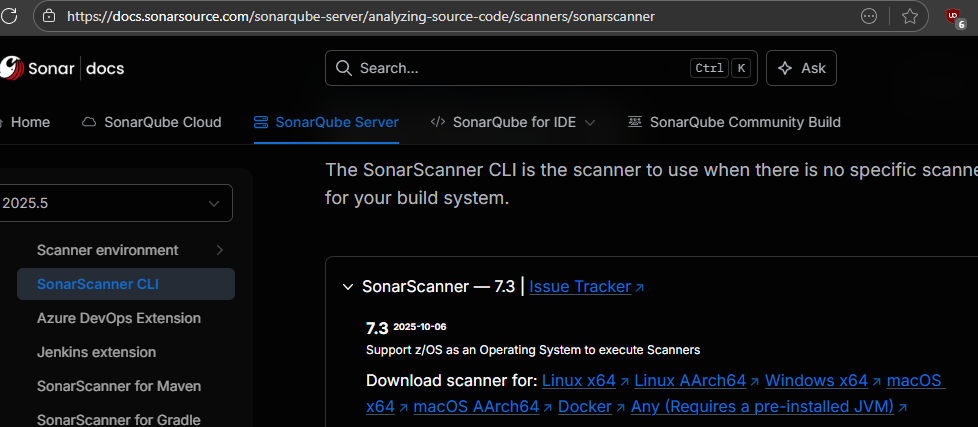 https://docs.sonarsource.com/sonarqube-server/analyzing-source-code/scanners/sonarscanner
6
Sonar | docs
Search...
Ctrl K
Ask
Home
SonarQube Cloud
SonarQube Server
SonarQube for IDE
SonarQube Community Build
The SonarScanner CLI is the scanner to use when there is no specific
for your build system.
2025.5
Scanner environment
SonarScanner CLI
Azure DevOps Extension
Jenkins extension
SonarScanner for Maven
SonarScanner for Gradle
SonarScanner — 7.3 | Issue Tracker
7.3 2025-10-06
Support z/OS as an Operating System to execute Scanners
Download scanner for: Linux x64 Linux AArch64 Windows x64 macOS
x64 macOS AArch64 Docker Any (Requires a pre-installed JVM)